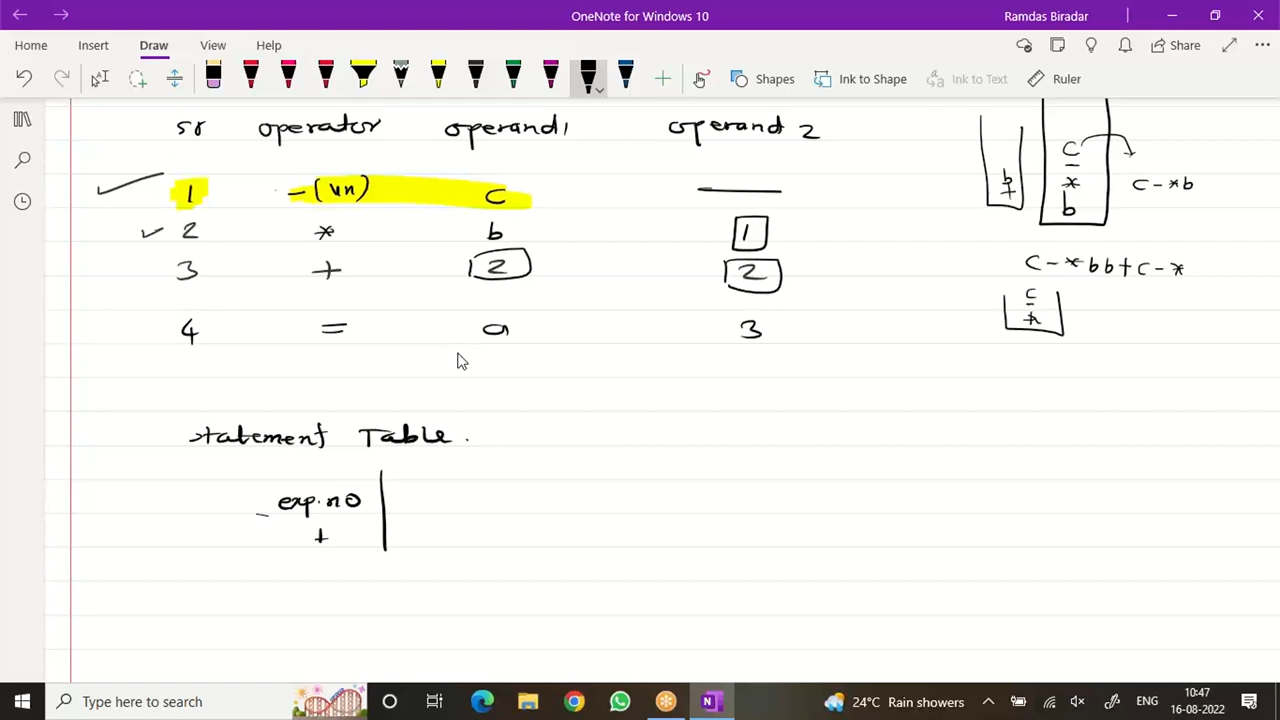 OneNote for Windows 10
Ramdas Biradar
Home Insert Draw View Help
Share
Shapes Ink to Shape Ink to Text Ruler
sr operator operand1 operand 2
1 -(un) c —
2 * b 1
3 + 2 2
4 = a 3
c
-
*
b
b
+
c - * b
c - * b b + c - *
c
-
*
statement Table.
exp. no
+
Type here to search
24°C Rain showers
ENG
10:47
16-08-2022